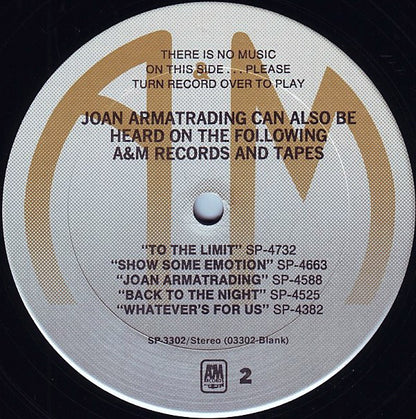 THERE IS NO MUSIC
ON THIS SIDE . . . PLEASE
TURN RECORD OVER TO PLAY
A&M
JOAN ARMATRADING CAN ALSO BE
HEARD ON THE FOLLOWING
A&M RECORDS AND TAPES
"TO THE LIMIT" SP-4732
"SHOW SOME EMOTION" SP-4663
"JOAN ARMATRADING" SP-4588
"BACK TO THE NIGHT" SP-4525
"WHATEVER'S FOR US" SP-4382
SP-3302/Stereo (03302-Blank)
A&M
RECORDS
2